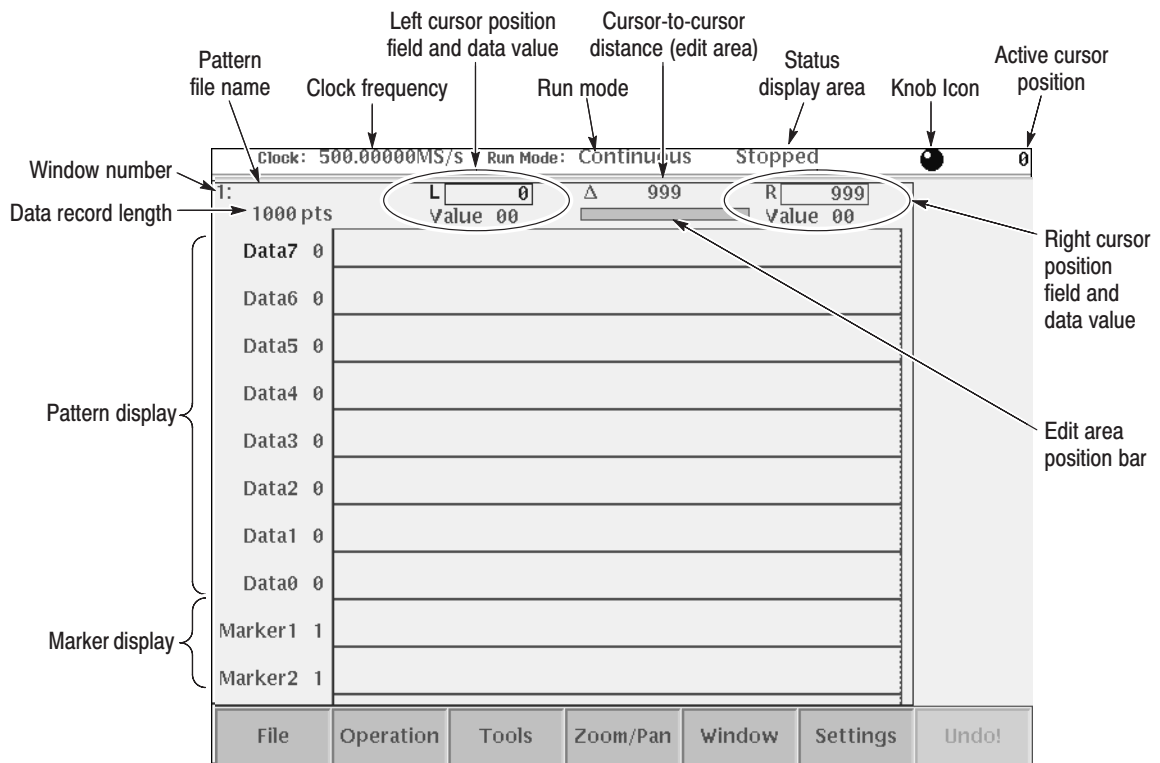 Left cursor position
field and data value
Cursor-to-cursor
distance (edit area)
Pattern
file name
Clock frequency
Run mode
Status
display area
Knob Icon
Active cursor
position
Clock: 500.00000MS/s Run Mode: Continuous Stopped 0
Window number
1:
L 0
Δ 999
R 999
Data record length
1000 pts
Value 00
Value 00
Right cursor
position
field and
data value
Data7 0
Data6 0
Data5 0
Data4 0
Pattern display
Data3 0
Edit area
position bar
Data2 0
Data1 0
Data0 0
Marker display
Marker1 1
Marker2 1
File Operation Tools Zoom/Pan Window Settings Undo!